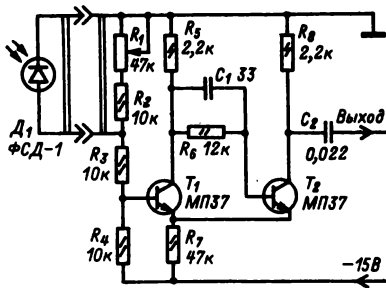 R1
47к
R5
2,2к
R8
2,2к
C1 33
R2
10к
C2
Выход
Д1
ФСД-1
R3
10к
R6 12к
0,022
T1
МП37
T2
МП37
R4
10к
R7
47к
-15В